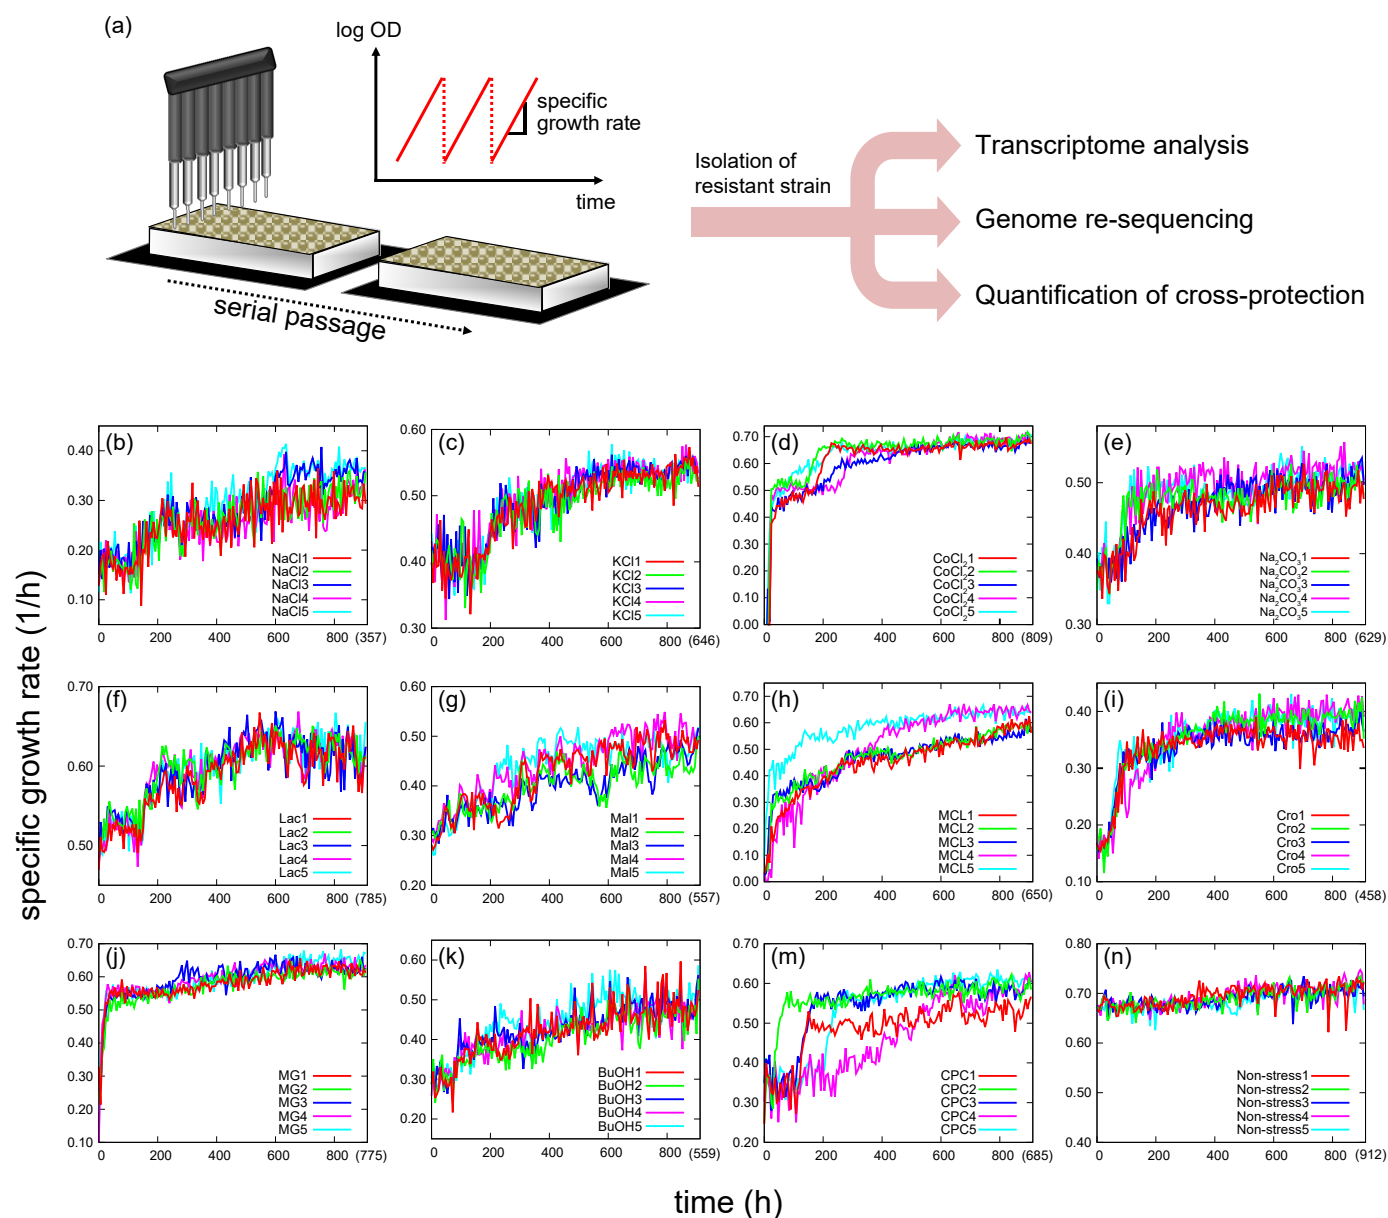 (a)
log OD
specific
growth rate
time
serial passage
Isolation of
resistant strain
Transcriptome analysis
Genome re-sequencing
Quantification of cross-protection
specific growth rate (1/h)
(b)
0.40
0.30
0.20
0.10
NaCl1
NaCl2
NaCl3
NaCl4
NaCl5
0 200 400 600 800 (357)
(c)
0.60
0.50
0.40
0.30
KCl1
KCl2
KCl3
KCl4
KCl5
0 200 400 600 800 (646)
(d)
0.70
0.60
0.50
0.40
0.30
0.20
0.10
0.00
CoCl₂1
CoCl₂2
CoCl₂3
CoCl₂4
CoCl₂5
0 200 400 600 800 (809)
(e)
0.50
0.40
0.30
Na₂CO₃1
Na₂CO₃2
Na₂CO₃3
Na₂CO₃4
Na₂CO₃5
0 200 400 600 800 (629)
(f)
0.70
0.60
0.50
Lac1
Lac2
Lac3
Lac4
Lac5
0 200 400 600 800 (785)
(g)
0.60
0.50
0.40
0.30
0.20
Mal1
Mal2
Mal3
Mal4
Mal5
0 200 400 600 800 (557)
(h)
0.70
0.60
0.50
0.40
0.30
0.20
0.10
0.00
MCL1
MCL2
MCL3
MCL4
MCL5
0 200 400 600 800 (650)
(i)
0.40
0.30
0.20
0.10
Cro1
Cro2
Cro3
Cro4
Cro5
0 200 400 600 800 (458)
(j)
0.70
0.60
0.50
0.40
0.30
0.20
0.10
MG1
MG2
MG3
MG4
MG5
0 200 400 600 800 (775)
(k)
0.60
0.50
0.40
0.30
0.20
BuOH1
BuOH2
BuOH3
BuOH4
BuOH5
0 200 400 600 800 (559)
(m)
0.70
0.60
0.50
0.40
0.30
0.20
CPC1
CPC2
CPC3
CPC4
CPC5
0 200 400 600 800 (685)
(n)
0.80
0.70
0.60
0.50
0.40
Non-stress1
Non-stress2
Non-stress3
Non-stress4
Non-stress5
0 200 400 600 800 (912)
time (h)